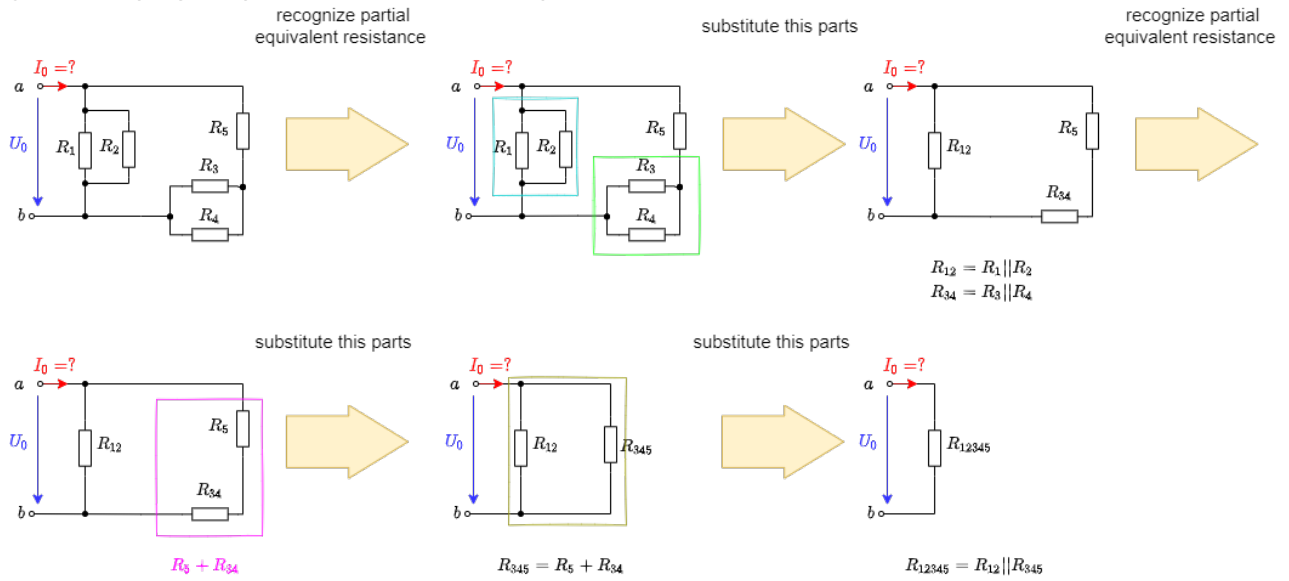 recognize partial
equivalent resistance
substitute this parts
recognize partial
equivalent resistance
I₀ =?
a
U₀
R₁
R₂
R₅
R₃
R₄
b
I₀ =?
a
U₀
R₁
R₂
R₅
R₃
R₄
b
I₀ =?
a
U₀
R₁₂
R₅
R₃₄
b
R₁₂ = R₁||R₂
R₃₄ = R₃||R₄
substitute this parts
substitute this parts
I₀ =?
a
U₀
R₁₂
R₅
R₃₄
b
R₅ + R₃₄
I₀ =?
a
U₀
R₁₂
R₃₄₅
b
R₃₄₅ = R₅ + R₃₄
I₀ =?
a
U₀
R₁₂₃₄₅
b
R₁₂₃₄₅ = R₁₂||R₃₄₅